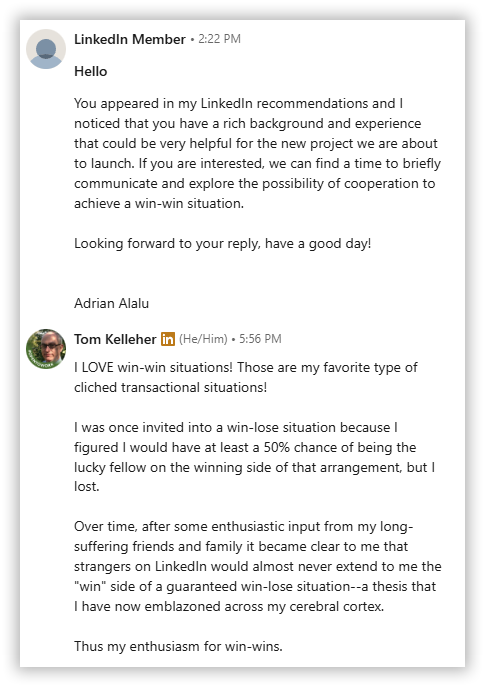 LinkedIn Member • 2:22 PM
Hello
You appeared in my LinkedIn recommendations and I
noticed that you have a rich background and experience
that could be very helpful for the new project we are about
to launch. If you are interested, we can find a time to briefly
communicate and explore the possibility of cooperation to
achieve a win-win situation.
Looking forward to your reply, have a good day!
Adrian Alalu
Tom Kelleher in (He/Him) • 5:56 PM
I LOVE win-win situations! Those are my favorite type of
cliched transactional situations!
I was once invited into a win-lose situation because I
figured I would have at least a 50% chance of being the
lucky fellow on the winning side of that arrangement, but I
lost.
Over time, after some enthusiastic input from my long-
suffering friends and family it became clear to me that
strangers on LinkedIn would almost never extend to me the
"win" side of a guaranteed win-lose situation--a thesis that
I have now emblazoned across my cerebral cortex.
Thus my enthusiasm for win-wins.